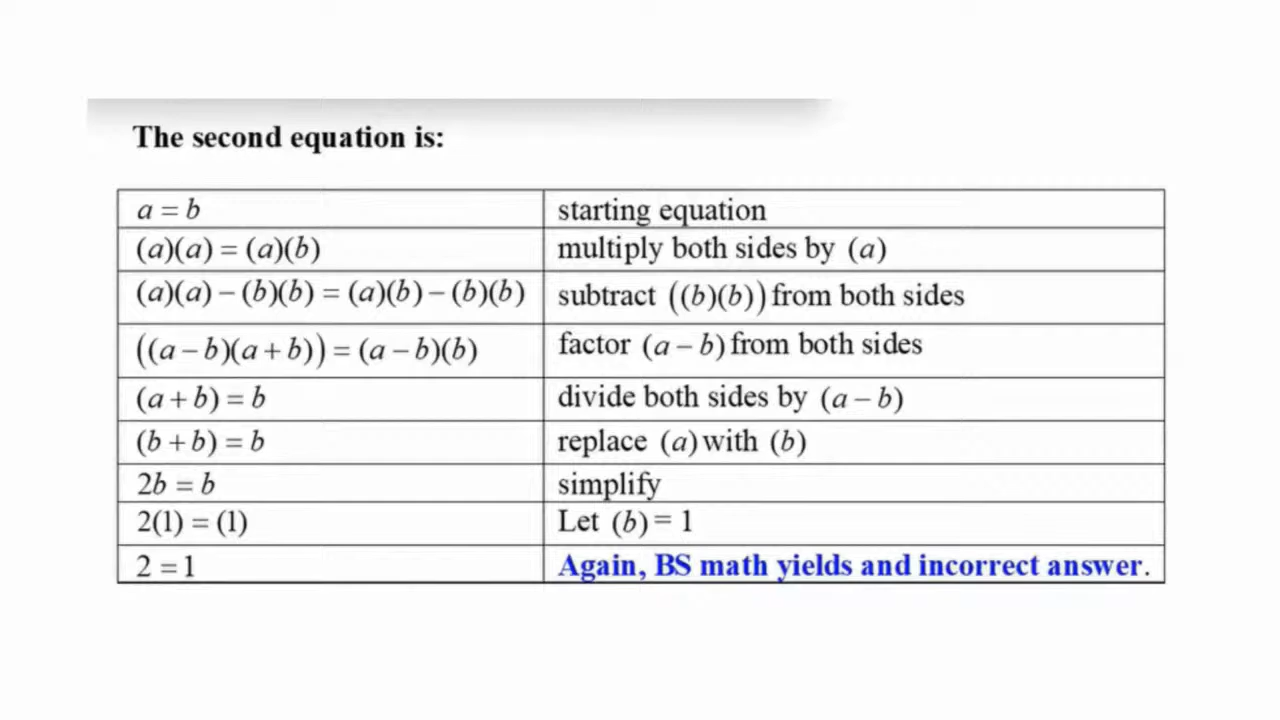 The second equation is:
a = b starting equation
(a)(a) = (a)(b) multiply both sides by (a)
(a)(a) – (b)(b) = (a)(b) – (b)(b) subtract ((b)(b)) from both sides
((a – b)(a + b)) = (a – b)(b) factor (a – b) from both sides
(a + b) = b divide both sides by (a – b)
(b + b) = b replace (a) with (b)
2b = b simplify
2(1) = (1) Let (b) = 1
2 = 1 Again, BS math yields and incorrect answer.